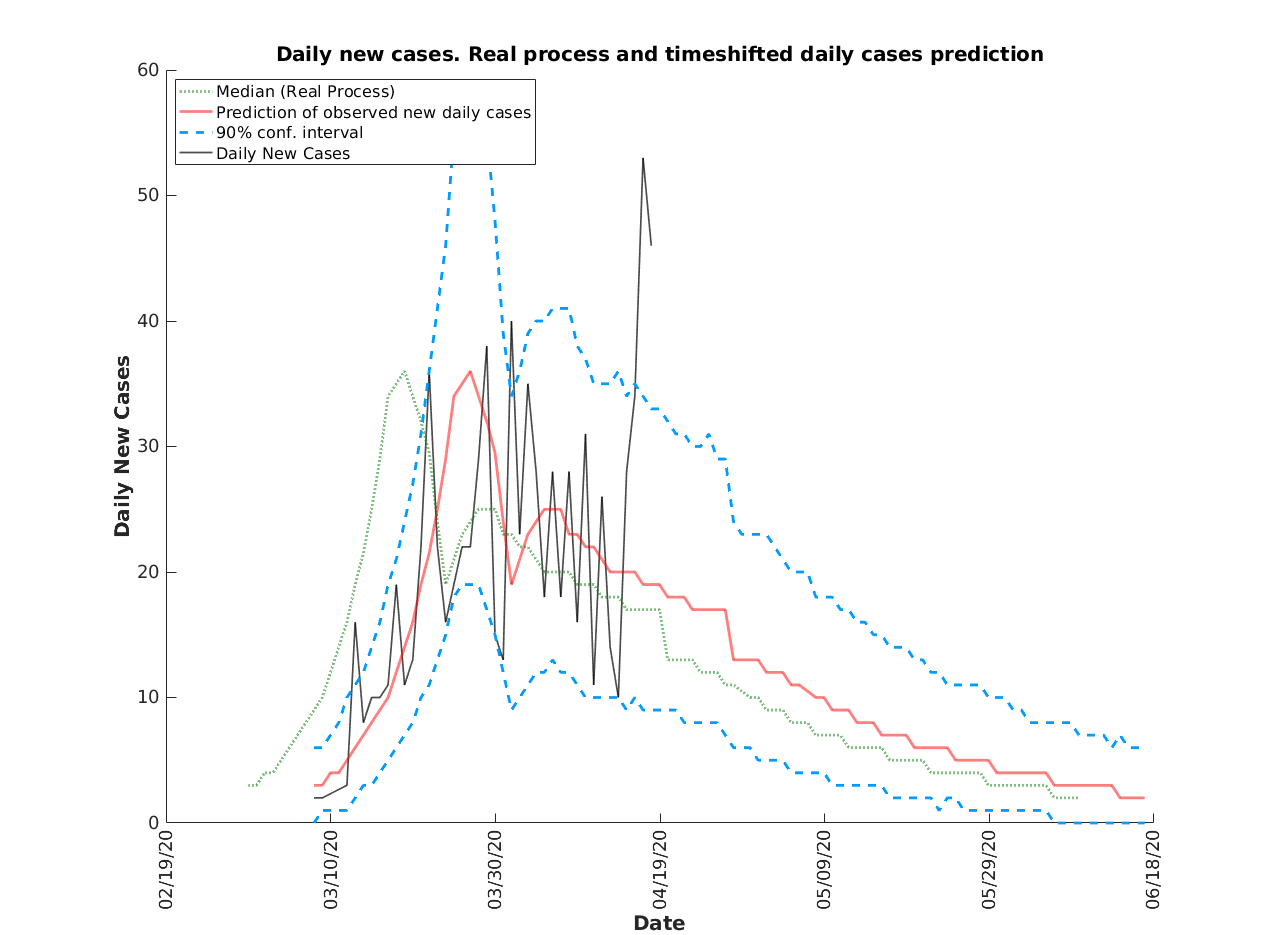 Daily new cases. Real process and timeshifted daily cases prediction
60
50
40
30
20
10
0
Median (Real Process)
Prediction of observed new daily cases
90% conf. interval
Daily New Cases
Daily New Cases
02/19/20
03/10/20
03/30/20
04/19/20
05/09/20
05/29/20
06/18/20
Date